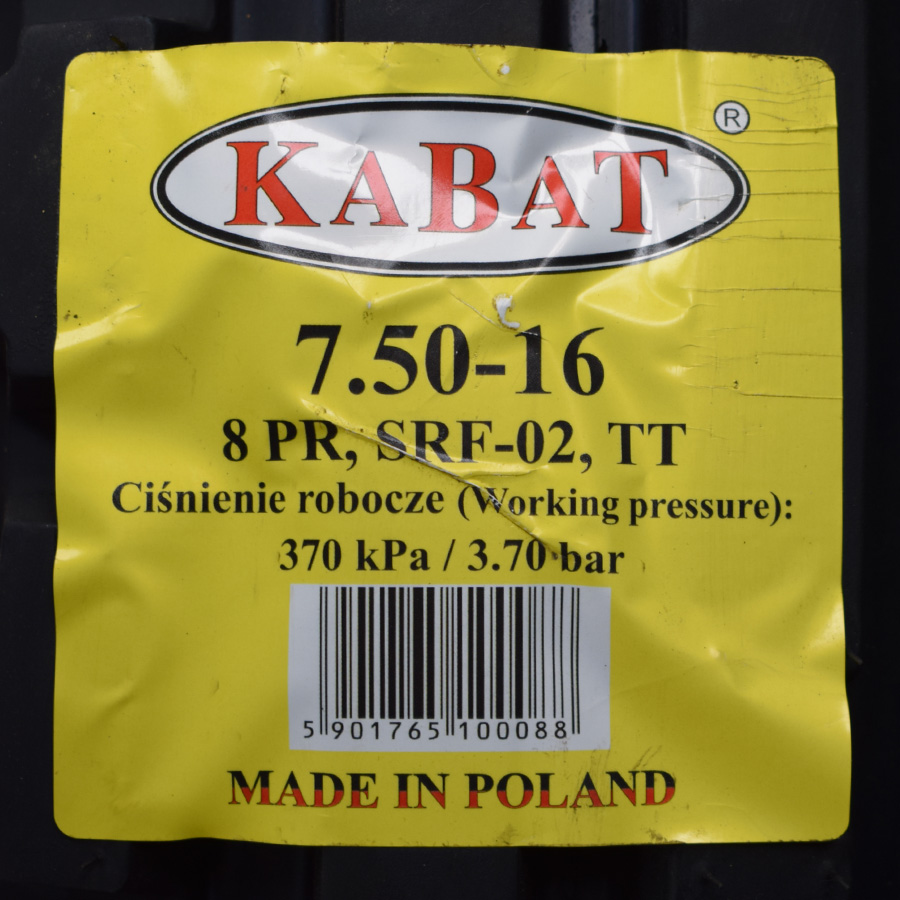 KABAT ®
7.50-16
8 PR, SRF-02, TT
Ciśnienie robocze (Working pressure):
370 kPa / 3.70 bar
5 901765 100088
MADE IN POLAND